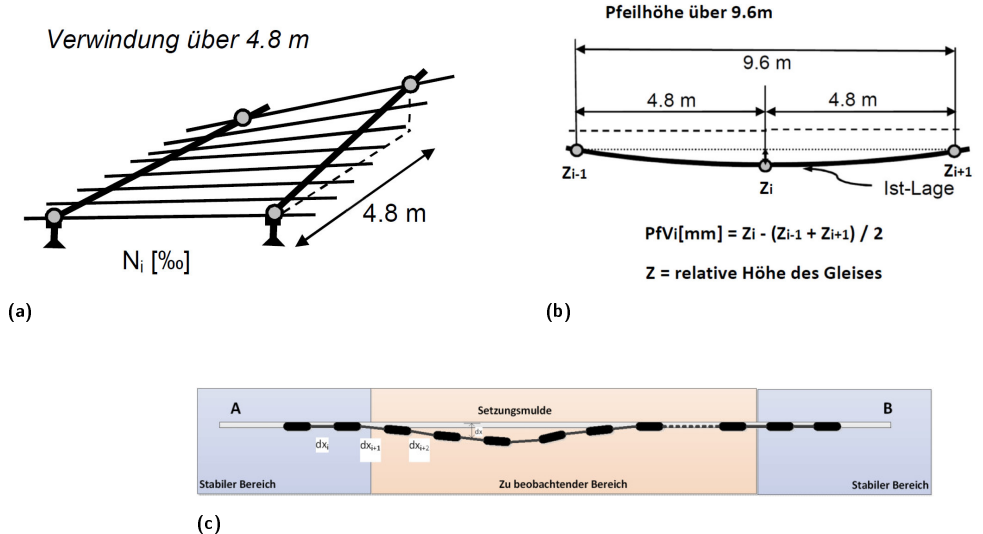 Verwindung über 4.8 m
4.8 m
Ni [‰]
(a)
Pfeilhöhe über 9.6m
9.6 m
4.8 m
4.8 m
Zi-1
Zi
Zi+1
Ist-Lage
PfVi[mm] = Zi - (Zi-1 + Zi+1) / 2
Z = relative Höhe des Gleises
(b)
A
Setzungsmulde
B
dx
dxi
dxi+1
dxi+2
Stabiler Bereich
Zu beobachtender Bereich
Stabiler Bereich
(c)